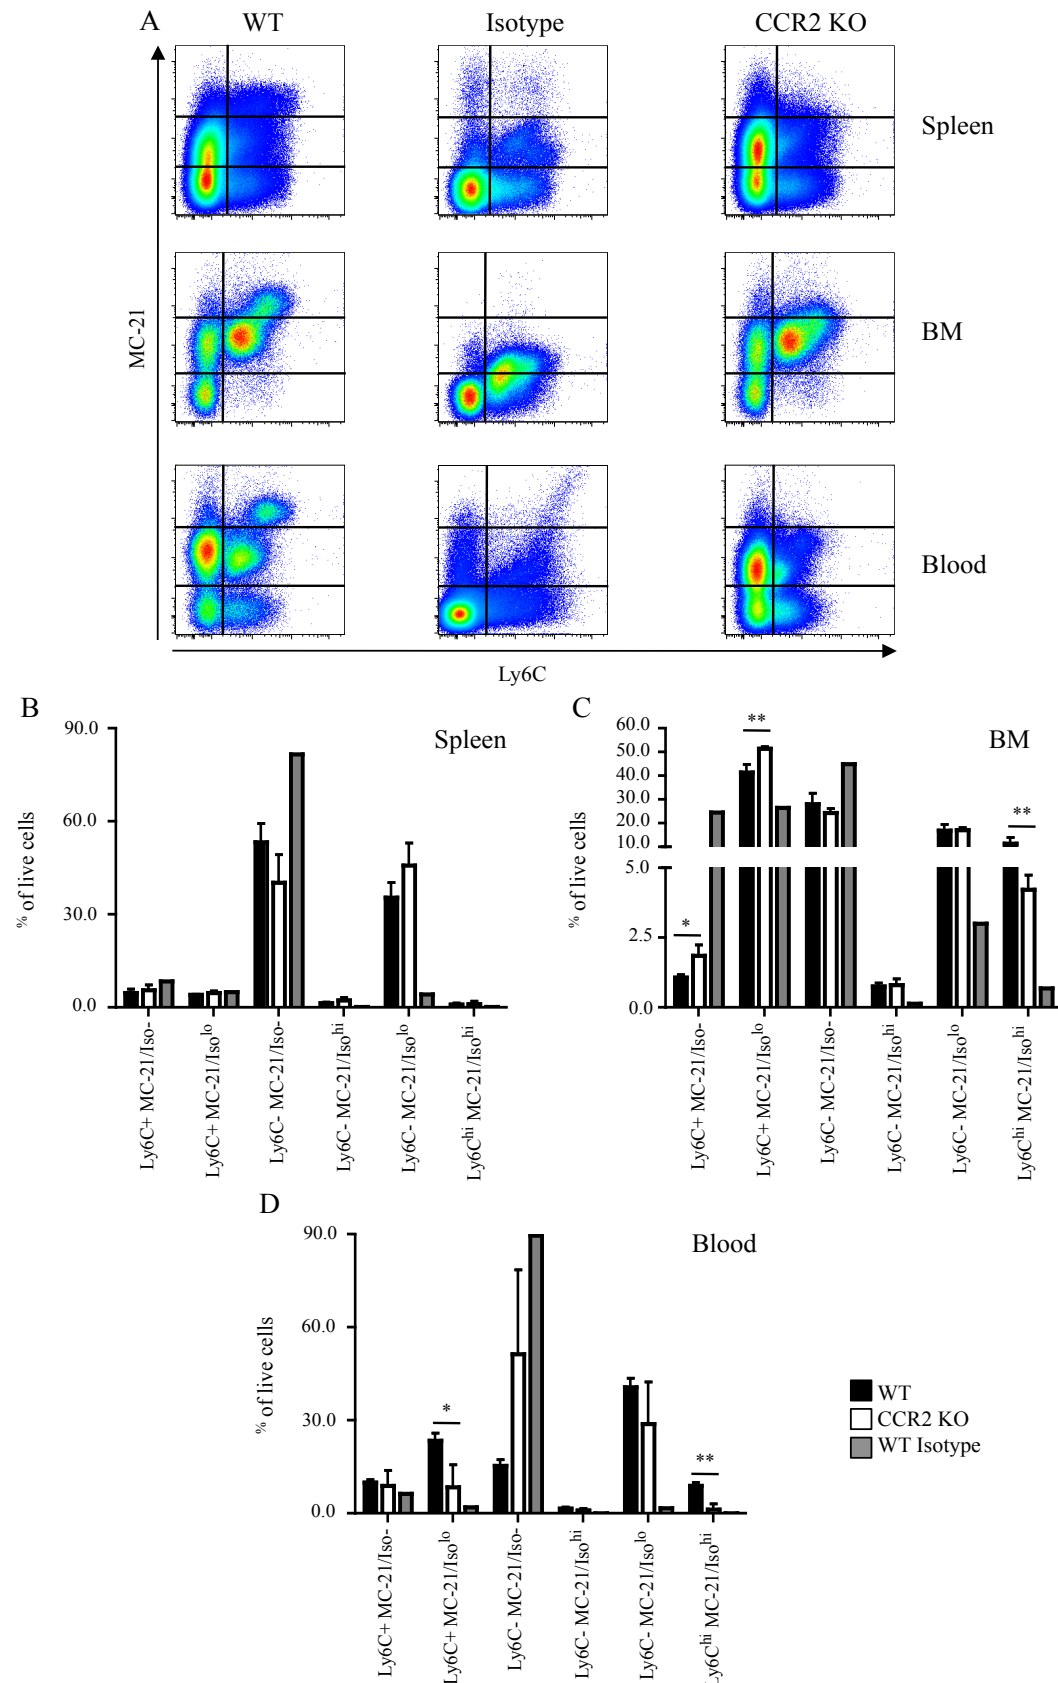 A
WT
Isotype
CCR2 KO
Spleen
BM
Blood
MC-21
Ly6C
B
Spleen
% of live cells
90.0
60.0
30.0
0.0
Ly6C+ MC-21/Iso-
Ly6C+ MC-21/Iso^lo
Ly6C- MC-21/Iso-
Ly6C- MC-21/Iso^hi
Ly6C- MC-21/Iso^lo
Ly6C^hi MC-21/Iso^hi
C
BM
% of live cells
60.0
50.0
40.0
30.0
20.0
10.0
5.0
2.5
0.0
*
**
**
Ly6C+ MC-21/Iso-
Ly6C+ MC-21/Iso^lo
Ly6C- MC-21/Iso-
Ly6C- MC-21/Iso^hi
Ly6C- MC-21/Iso^lo
Ly6C^hi MC-21/Iso^hi
D
Blood
% of live cells
90.0
60.0
30.0
0.0
*
**
Ly6C+ MC-21/Iso-
Ly6C+ MC-21/Iso^lo
Ly6C- MC-21/Iso-
Ly6C- MC-21/Iso^hi
Ly6C- MC-21/Iso^lo
Ly6C^hi MC-21/Iso^hi
WT
CCR2 KO
WT Isotype